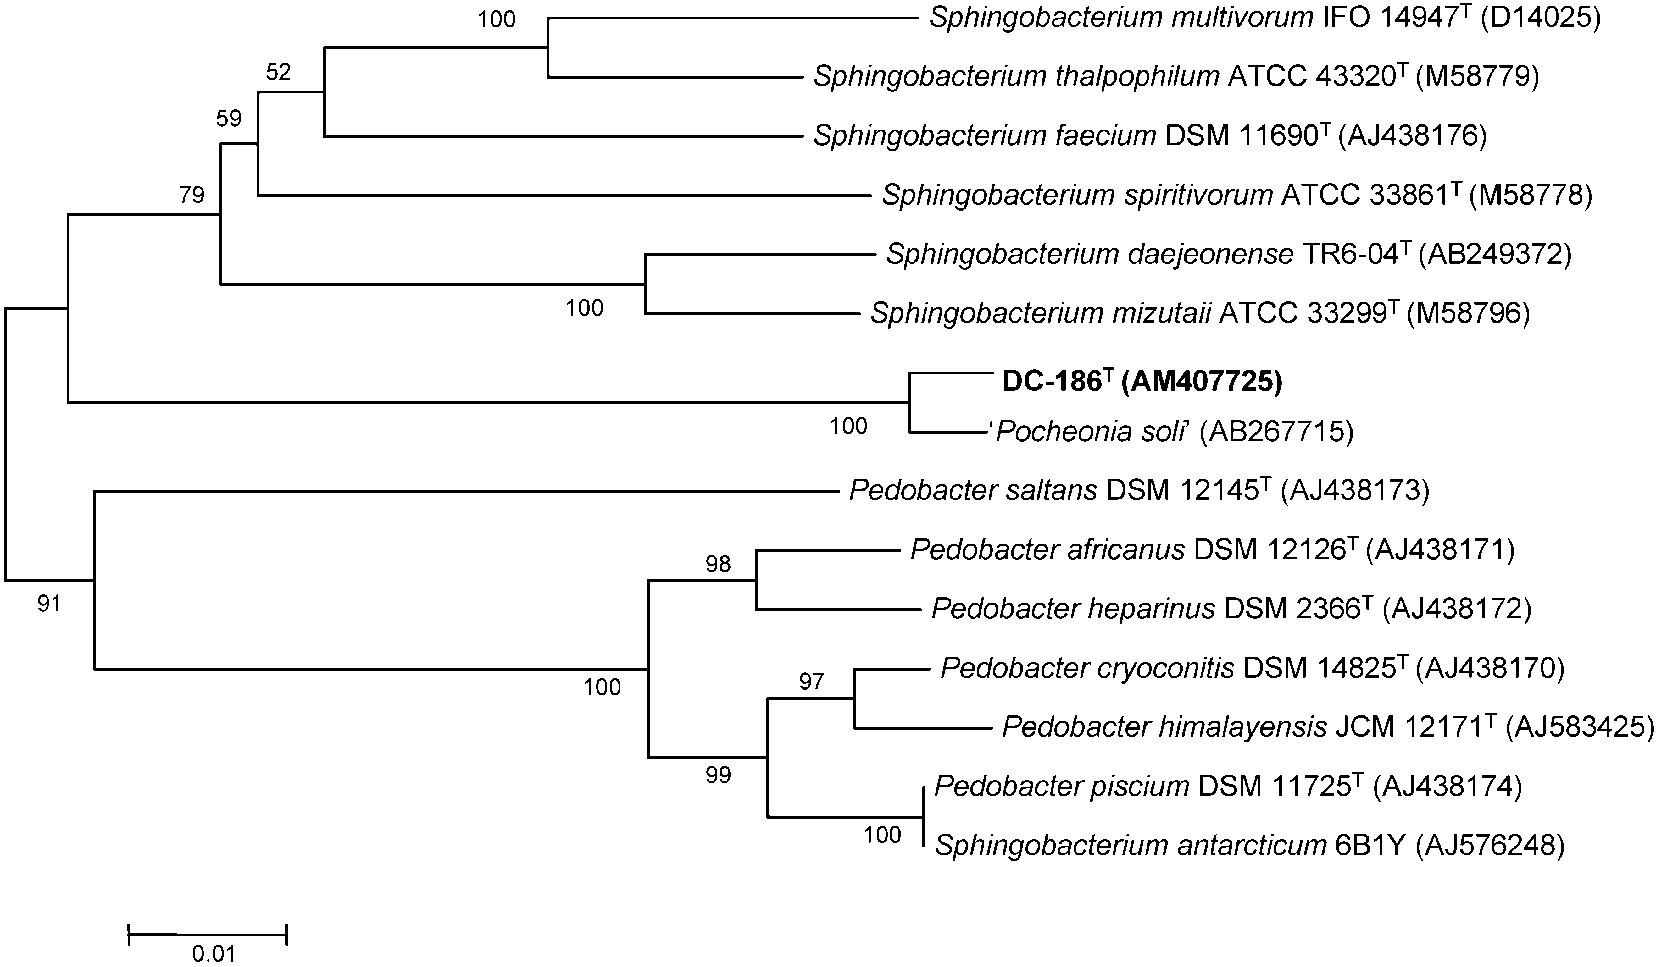 100
Sphingobacterium multivorum IFO 14947ᵀ (D14025)
52
Sphingobacterium thalpophilum ATCC 43320ᵀ (M58779)
59
Sphingobacterium faecium DSM 11690ᵀ (AJ438176)
79
Sphingobacterium spiritivorum ATCC 33861ᵀ (M58778)
Sphingobacterium daejeonense TR6-04ᵀ (AB249372)
100
Sphingobacterium mizutaii ATCC 33299ᵀ (M58796)
DC-186ᵀ (AM407725)
100
‘Pocheonia soli’ (AB267715)
Pedobacter saltans DSM 12145ᵀ (AJ438173)
Pedobacter africanus DSM 12126ᵀ (AJ438171)
98
91
Pedobacter heparinus DSM 2366ᵀ (AJ438172)
Pedobacter cryoconitis DSM 14825ᵀ (AJ438170)
100
97
Pedobacter himalayensis JCM 12171ᵀ (AJ583425)
99
Pedobacter piscium DSM 11725ᵀ (AJ438174)
100
Sphingobacterium antarcticum 6B1Y (AJ576248)
0.01